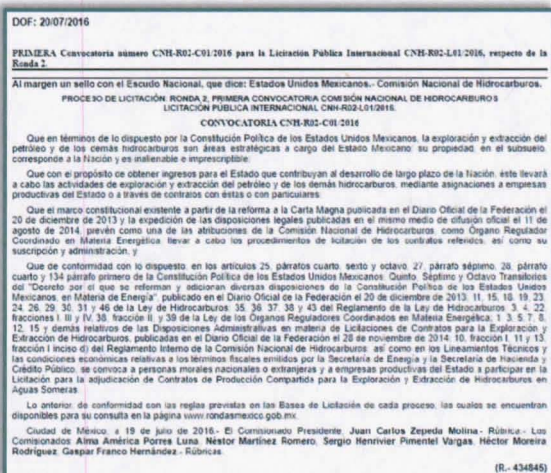 DOF: 20/07/2016
PRIMERA Convocatoria número CNH-R02-C01/2016 para la Licitación Pública Internacional CNH-R02-L01/2016, respecto de la
Ronda 2.
Al margen un sello con el Escudo Nacional, que dice: Estados Unidos Mexicanos.- Comisión Nacional de Hidrocarburos.
PROCESO DE LICITACIÓN: RONDA 2, PRIMERA CONVOCATORIA COMISIÓN NACIONAL DE HIDROCARBUROS
LICITACIÓN PÚBLICA INTERNACIONAL CNH-R02-L01/2016.
CONVOCATORIA CNH-R02-C01/2016
Que en términos de lo dispuesto por la Constitución Política de los Estados Unidos Mexicanos, la exploración y extracción del
petróleo y de los demás hidrocarburos son áreas estratégicas a cargo del Estado Mexicano; su propiedad, en el subsuelo,
corresponde a la Nación y es inalienable e imprescriptible;
Que con el propósito de obtener ingresos para el Estado que contribuyan al desarrollo de largo plazo de la Nación, éste llevará
a cabo las actividades de exploración y extracción del petróleo y de los demás hidrocarburos, mediante asignaciones a empresas
productivas del Estado o a través de contratos con éstas o con particulares;
Que el marco constitucional existente a partir de la reforma a la Carta Magna publicada en el Diario Oficial de la Federación el
20 de diciembre de 2013 y la expedición de las disposiciones legales publicadas en el mismo medio de difusión oficial el 11 de
agosto de 2014, prevén como una de las atribuciones de la Comisión Nacional de Hidrocarburos, como Órgano Regulador
Coordinado en Materia Energética, llevar a cabo los procedimientos de licitación de los contratos referidos, así como su
suscripción y administración, y
Que de conformidad con lo dispuesto, en los artículos 25, párrafos cuarto, sexto y octavo, 27, párrafo séptimo, 28, párrafo
cuarto y 134 párrafo primero de la Constitución Política de los Estados Unidos Mexicanos; Quinto, Séptimo y Octavo Transitorios
del "Decreto por el que se reforman y adicionan diversas disposiciones de la Constitución Política de los Estados Unidos
Mexicanos, en Materia de Energía", publicado en el Diario Oficial de la Federación el 20 de diciembre de 2013; 11, 15, 18, 19, 23,
24, 26, 29, 30, 31 y 46 de la Ley de Hidrocarburos; 35, 36, 37, 38 y 43 del Reglamento de la Ley de Hidrocarburos; 3, 4, 22
fracciones I, III y IV, 38, fracción II, y 39 de la Ley de los Órganos Reguladores Coordinados en Materia Energética; 1, 3, 5, 7, 8,
12, 15 y demás relativos de las Disposiciones Administrativas en materia de Licitaciones de Contratos para la Exploración y
Extracción de Hidrocarburos, publicadas en el Diario Oficial de la Federación el 28 de noviembre de 2014; 10, fracción I, 11 y 13,
fracción I inciso d) del Reglamento Interno de la Comisión Nacional de Hidrocarburos; así como en los Lineamientos Técnicos y
las condiciones económicas relativas a los términos fiscales emitidos por la Secretaría de Energía y la Secretaría de Hacienda y
Crédito Público, se convoca a personas morales nacionales o extranjeras y a empresas productivas del Estado a participar en la
Licitación para la adjudicación de Contratos de Producción Compartida para la Exploración y Extracción de Hidrocarburos en
Aguas Someras.
Lo anterior, de conformidad con las reglas previstas en las Bases de Licitación de cada proceso, las cuales se encuentran
disponibles para su consulta en la página www.rondasmexico.gob.mx.
Ciudad de México, a 19 de julio de 2016.- El Comisionado Presidente, Juan Carlos Zepeda Molina.- Rúbrica.- Los
Comisionados: Alma América Porres Luna, Néstor Martínez Romero, Sergio Henrivier Pimentel Vargas, Héctor Moreira
Rodríguez, Gaspar Franco Hernández.- Rúbricas.
(R.- 434846)